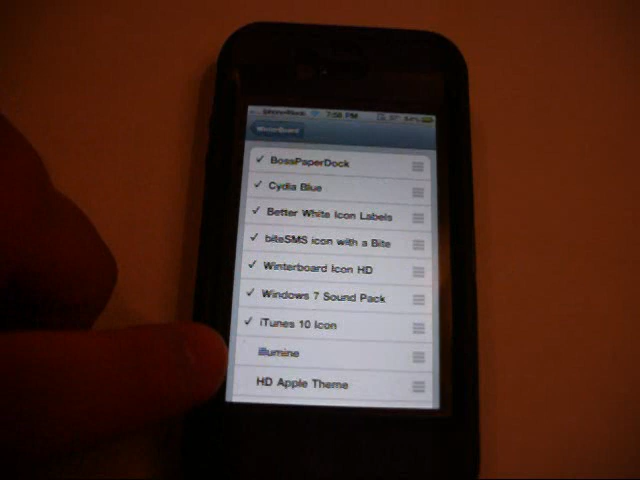 7:58 PM
WinterBoard
BossPaperDock
Cydia Blue
Better White Icon Labels
biteSMS icon with a Bite
Winterboard Icon HD
Windows 7 Sound Pack
iTunes 10 Icon
illumine
HD Apple Theme